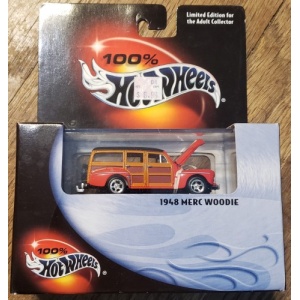 Limited Edition for
the Adult Collector
100%
HOT WHEELS
1948 MERC WOODIE
100%
HOT WHEELS